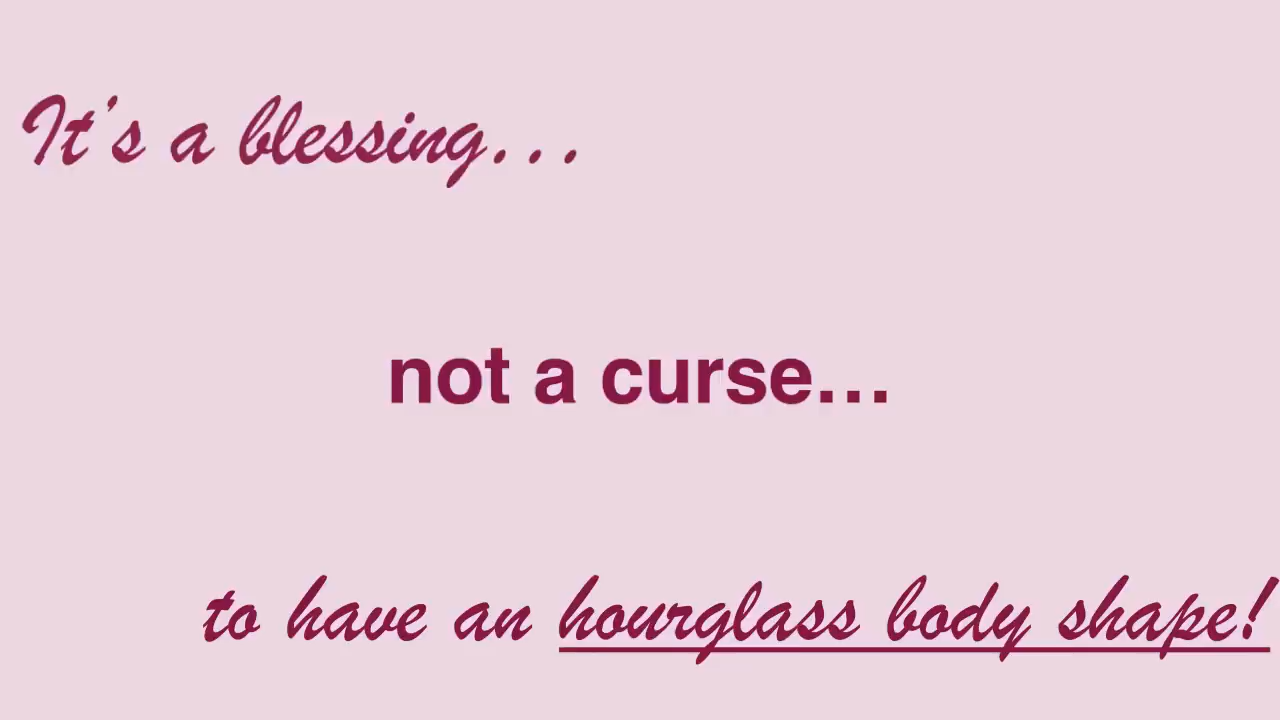 It's a blessing...
not a curse...
to have an hourglass body shape!